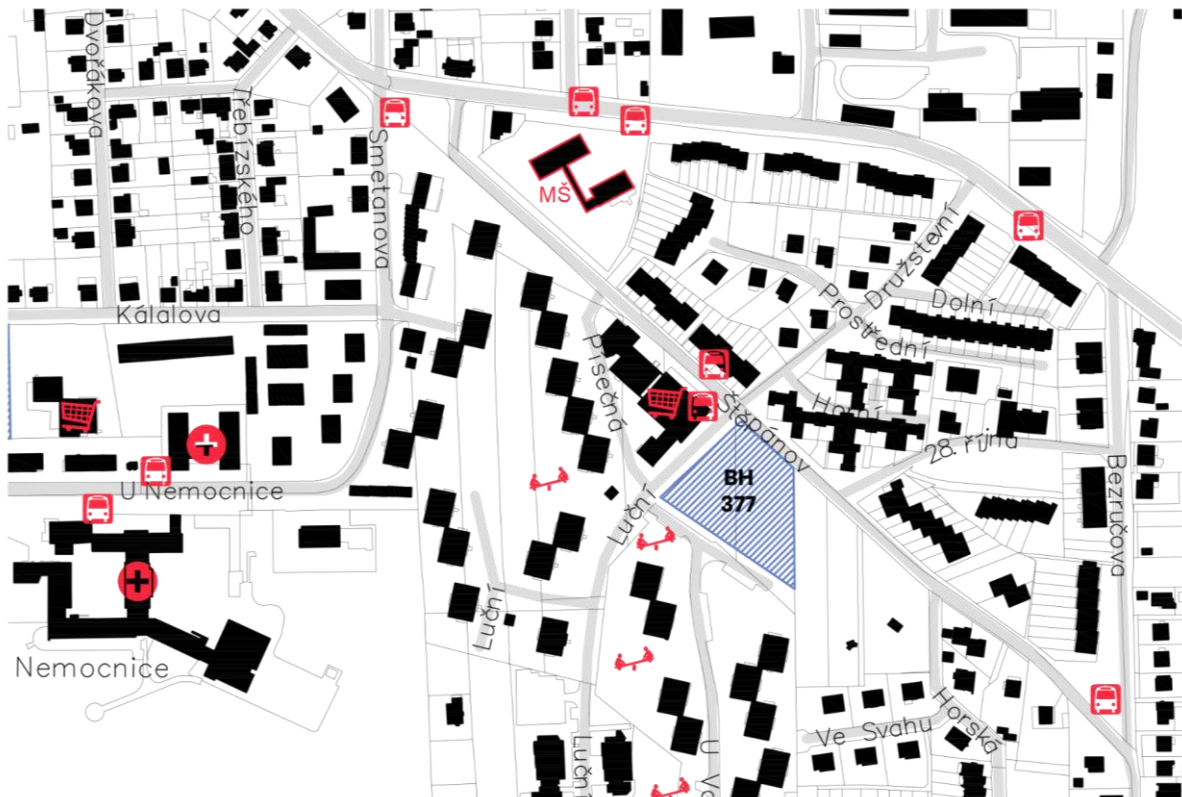 Dvořákova
Třebízského
Smetanova
MŠ
Kálalova
Družstevní
Dolní
Prostřední
Písečná
Horní
Štěpánov
28. října
U Nemocnice
BH
377
Luční
Bezručova
Luční
Nemocnice
Ve Svahu
Horská
Luční